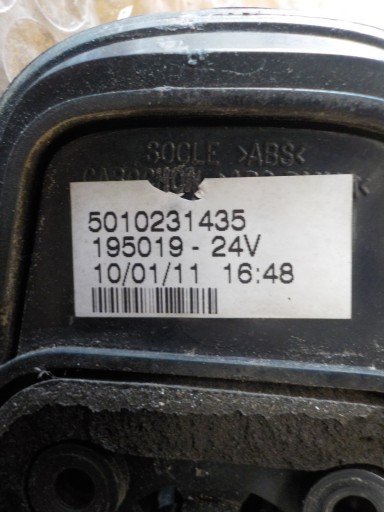 SOCLE >ABS<
5010231435
195019 - 24V
10/01/11 16:48